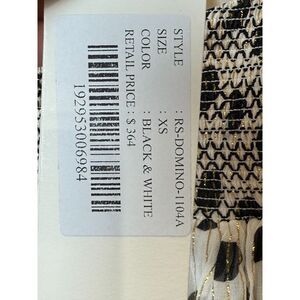 STYLE : RS-DOMINO-1104A
SIZE : XS
COLOR : BLACK & WHITE
RETAIL PRICE : $ 364
192953006984